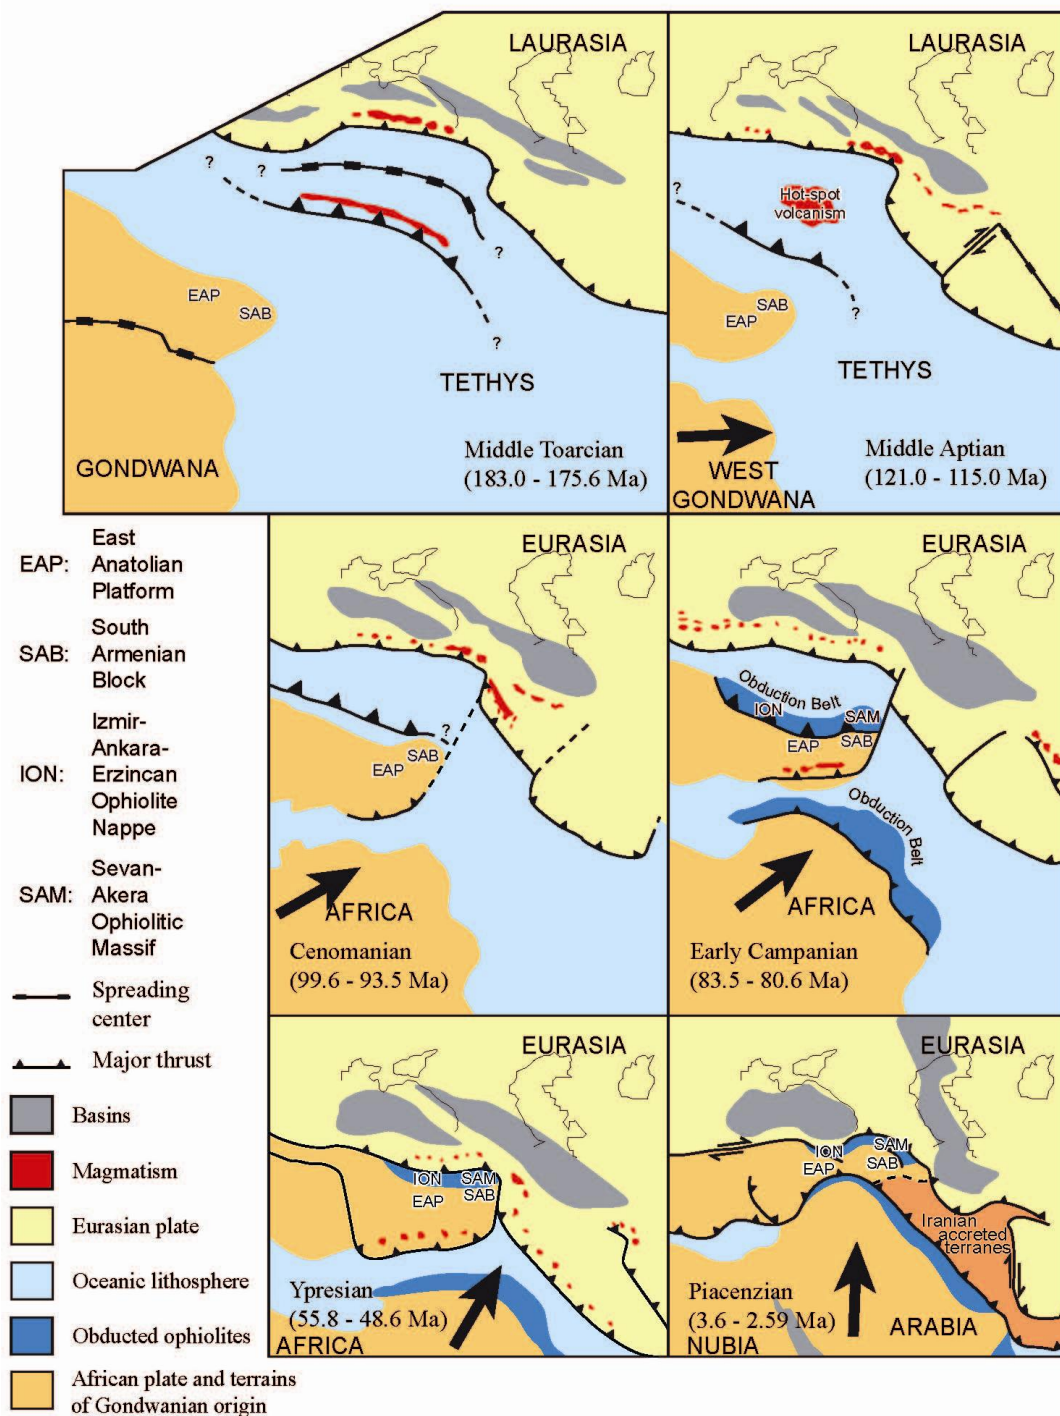 LAURASIA
?
?
?
?
EAP
SAB
TETHYS
GONDWANA
Middle Toarcian
(183.0 - 175.6 Ma)
LAURASIA
Hot-spot
volcanism
?
?
SAB
EAP
TETHYS
WEST
GONDWANA
Middle Aptian
(121.0 - 115.0 Ma)
EAP:
East
Anatolian
Platform
SAB:
South
Armenian
Block
ION:
Izmir-
Ankara-
Erzincan
Ophiolite
Nappe
SAM:
Sevan-
Akera
Ophiolitic
Massif
Spreading
center
Major thrust
Basins
Magmatism
Eurasian plate
Oceanic lithosphere
Obducted ophiolites
African plate and terrains
of Gondwanian origin
EURASIA
?
SAB
EAP
AFRICA
Cenomanian
(99.6 - 93.5 Ma)
EURASIA
Obduction Belt
ION
SAM
EAP
SAB
Obduction Belt
AFRICA
Early Campanian
(83.5 - 80.6 Ma)
EURASIA
ION
SAM
EAP
SAB
Ypresian
(55.8 - 48.6 Ma)
AFRICA
EURASIA
ION
SAM
EAP
SAB
Iranian
accreted
terranes
Piacenzian
(3.6 - 2.59 Ma)
ARABIA
NUBIA